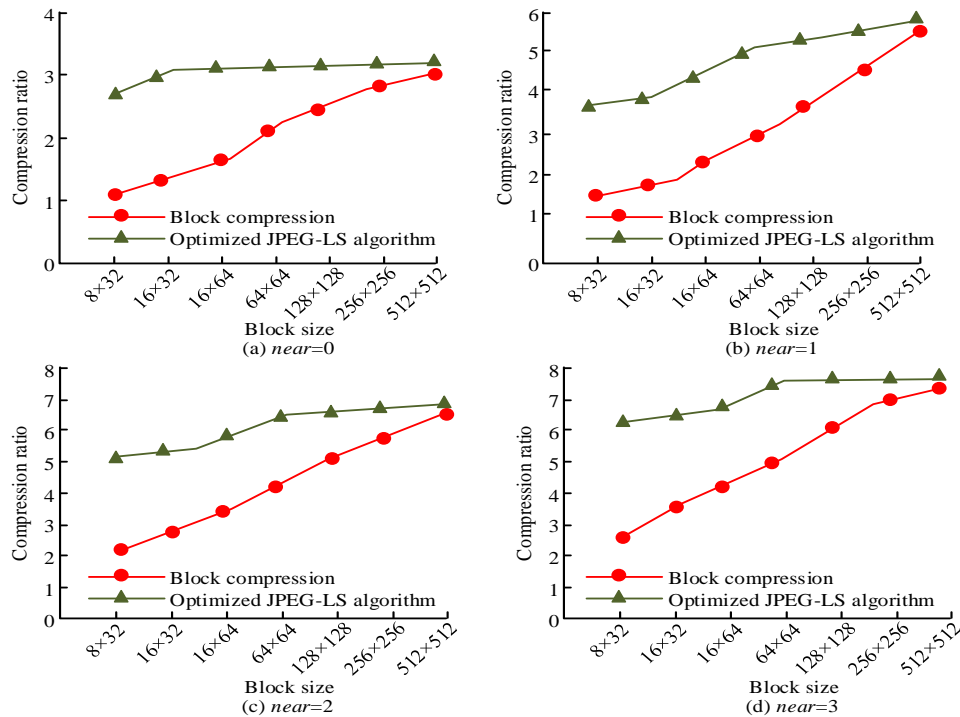 4
3
2
1
0
Compression ratio
Block compression
Optimized JPEG-LS algorithm
8×32
16×32
16×64
64×64
128×128
256×256
512×512
Block size
(a) near=0
6
5
4
3
2
1
0
Compression ratio
Block compression
Optimized JPEG-LS algorithm
8×32
16×32
16×64
64×64
128×128
256×256
512×512
Block size
(b) near=1
8
7
6
5
4
3
2
1
0
Compression ratio
Block compression
Optimized JPEG-LS algorithm
8×32
16×32
16×64
64×64
128×128
256×256
512×512
Block size
(c) near=2
8
7
6
5
4
3
2
1
0
Compression ratio
Block compression
Optimized JPEG-LS algorithm
8×32
16×32
16×64
64×64
128×128
256×256
512×512
Block size
(d) near=3